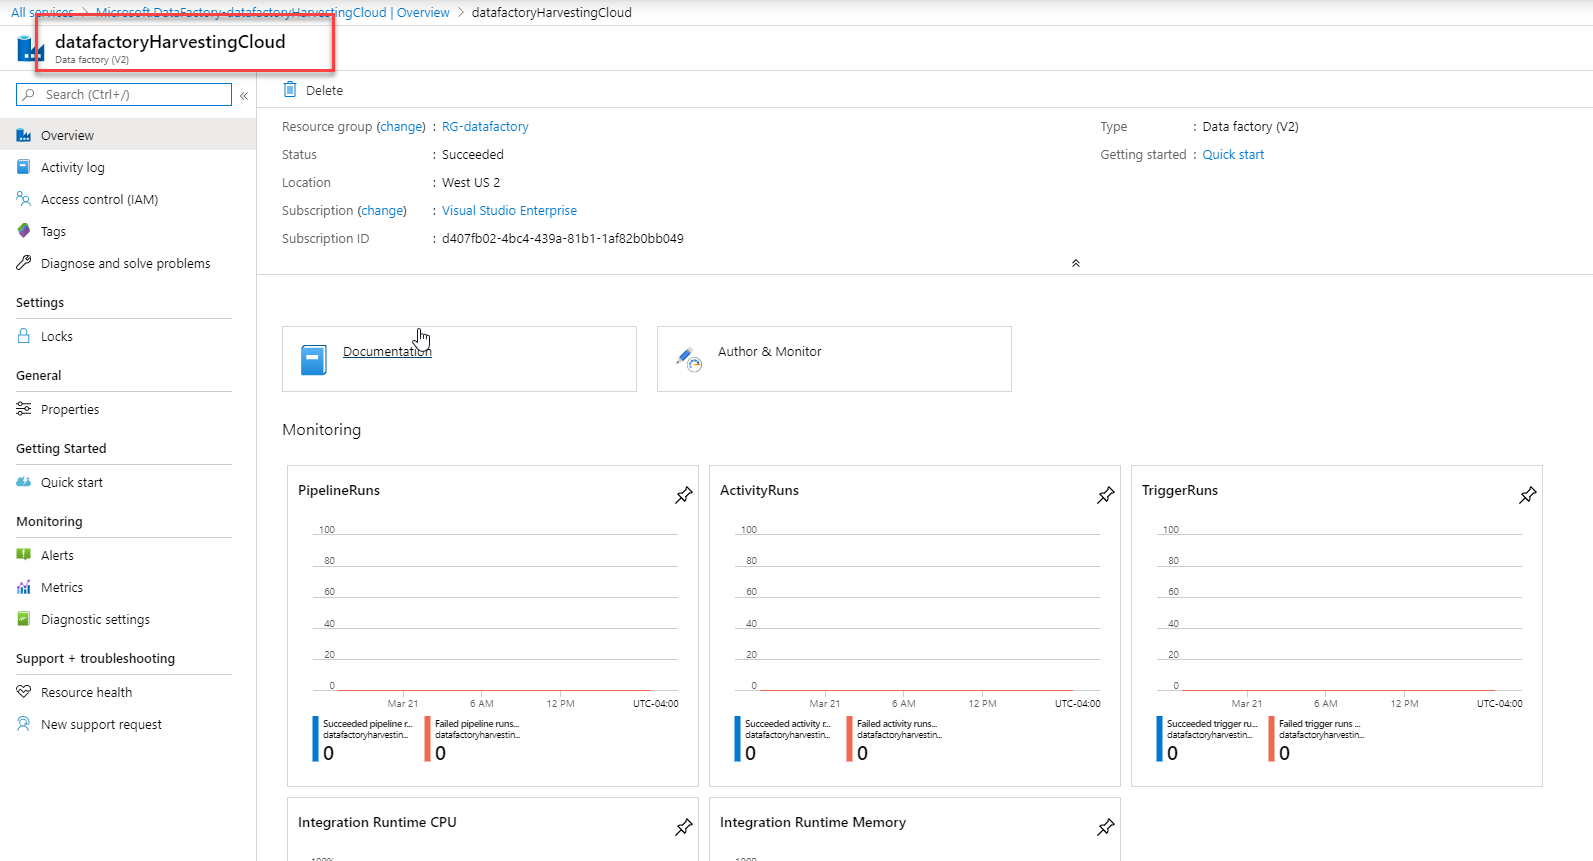 All services > Microsoft.DataFactory-datafactoryHarvestingCloud | Overview > datafactoryHarvestingCloud
datafactoryHarvestingCloud
Data factory (V2)
Search (Ctrl+/)
«
Overview
Activity log
Access control (IAM)
Tags
Diagnose and solve problems
Settings
Locks
General
Properties
Getting Started
Quick start
Monitoring
Alerts
Metrics
Diagnostic settings
Support + troubleshooting
Resource health
New support request
Delete
Resource group (change) : RG-datafactory
Status : Succeeded
Location : West US 2
Subscription (change) : Visual Studio Enterprise
Subscription ID : d407fb02-4bc4-439a-81b1-1af82b0bb049
Type : Data factory (V2)
Getting started : Quick start
Documentation
Author & Monitor
Monitoring
PipelineRuns
100
80
60
40
20
0
Mar 21 6 AM 12 PM UTC-04:00
Succeeded pipeline r...
datafactoryharvestin...
0
Failed pipeline runs...
datafactoryharvestin...
0
ActivityRuns
100
80
60
40
20
0
Mar 21 6 AM 12 PM UTC-04:00
Succeeded activity r...
datafactoryharvestin...
0
Failed activity runs...
datafactoryharvestin...
0
TriggerRuns
100
80
60
40
20
0
Mar 21 6 AM 12 PM UTC-04:00
Succeeded trigger ru...
datafactoryharvestin...
0
Failed trigger runs ...
datafactoryharvestin...
0
Integration Runtime CPU
Integration Runtime Memory